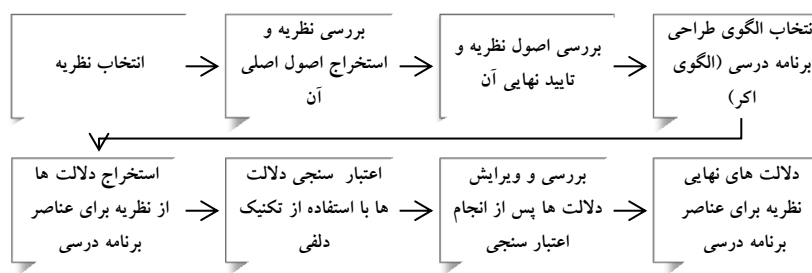 انتخاب نظریه
بررسی نظریه و
استخراج اصول اصلی
آن
بررسی اصول نظریه و
تایید نهایی آن
نتخاب الگوی طراحی
برنامه درسی (الگوی
اکر)
استخراج دلالت ها
از نظریه برای عناصر
برنامه درسی
اعتبار سنجی دلالت
ها با استفاده از تکنیک
دلفی
بررسی و ویرایش
دلالت ها پس از انجام
اعتبار سنجی
دلالت های نهایی
نظریه برای عناصر
برنامه درسی